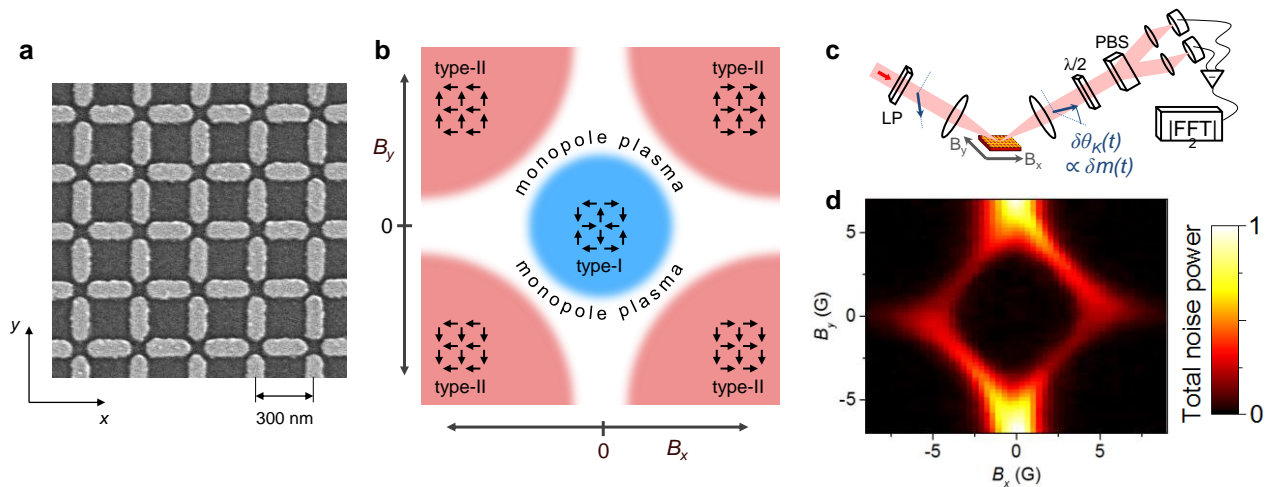 a
y
x
300 nm
b
type-II
type-II
B_y
monopole plasma
0
type-I
monopole plasma
type-II
type-II
0
B_x
c
LP
B_y
B_x
λ/2
PBS
−
|FFT|
2
δθ_K(t)
∝ δm(t)
d
5
0
-5
B_y (G)
-5
0
5
B_x (G)
Total noise power
1
0